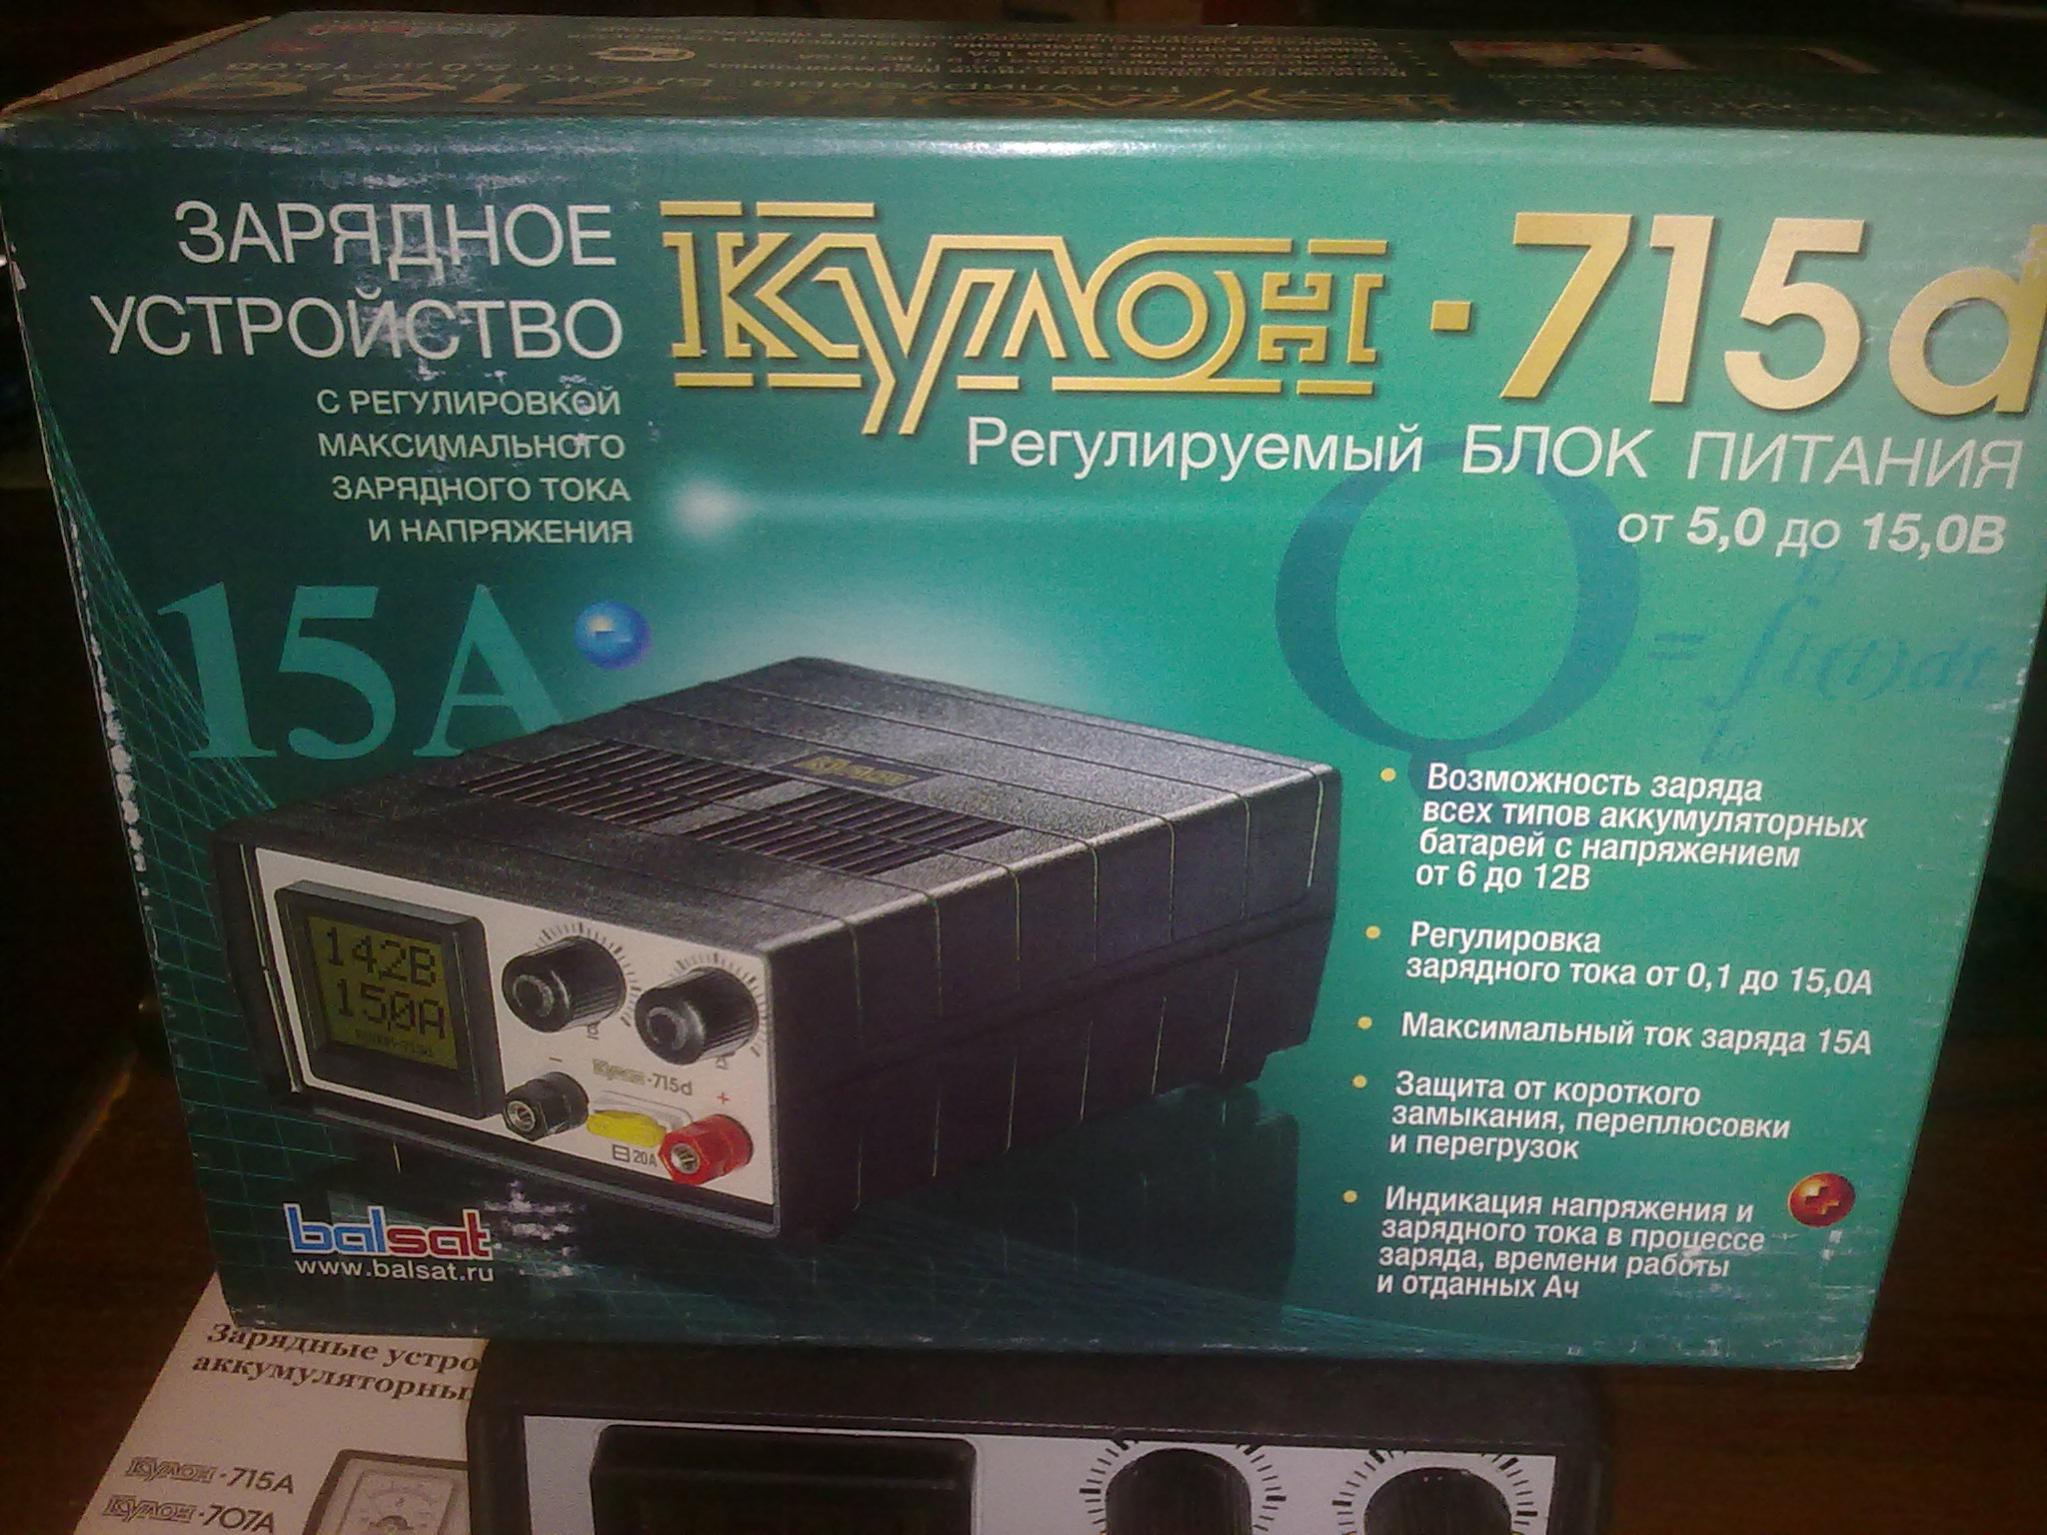 ЗАРЯДНОЕ
УСТРОЙСТВО
С РЕГУЛИРОВКОЙ
МАКСИМАЛЬНОГО
ЗАРЯДНОГО ТОКА
И НАПРЯЖЕНИЯ
Кулон-715d
Регулируемый БЛОК ПИТАНИЯ
от 5,0 до 15,0В
15А
Q = ∫i(t)dt
• Возможность заряда
всех типов аккумуляторных
батарей с напряжением
от 6 до 12В
• Регулировка
зарядного тока от 0,1 до 15,0А
• Максимальный ток заряда 15А
• Защита от короткого
замыкания, переплюсовки
и перегрузок
• Индикация напряжения и
зарядного тока в процессе
заряда, времени работы
и отданных Ач
Кулон
14,2В
15,0А
Кулон-715d
− +
20А
balsat
www.balsat.ru
Зарядные устро
аккумуляторны
Кулон-715А
Кулон-707А